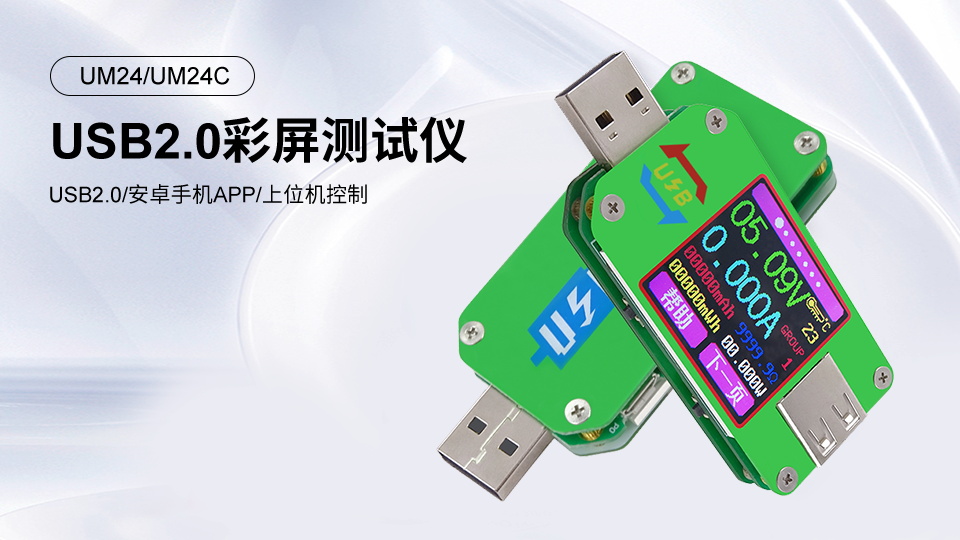 UM24/UM24C
USB2.0彩屏测试仪
USB2.0/安卓手机APP/上位机控制
USB
05.09V
0.000A
00000mAh
00000mWh
℃
23
GROUP
1
9999.9Ω
00.000W
帮助
下一页
U